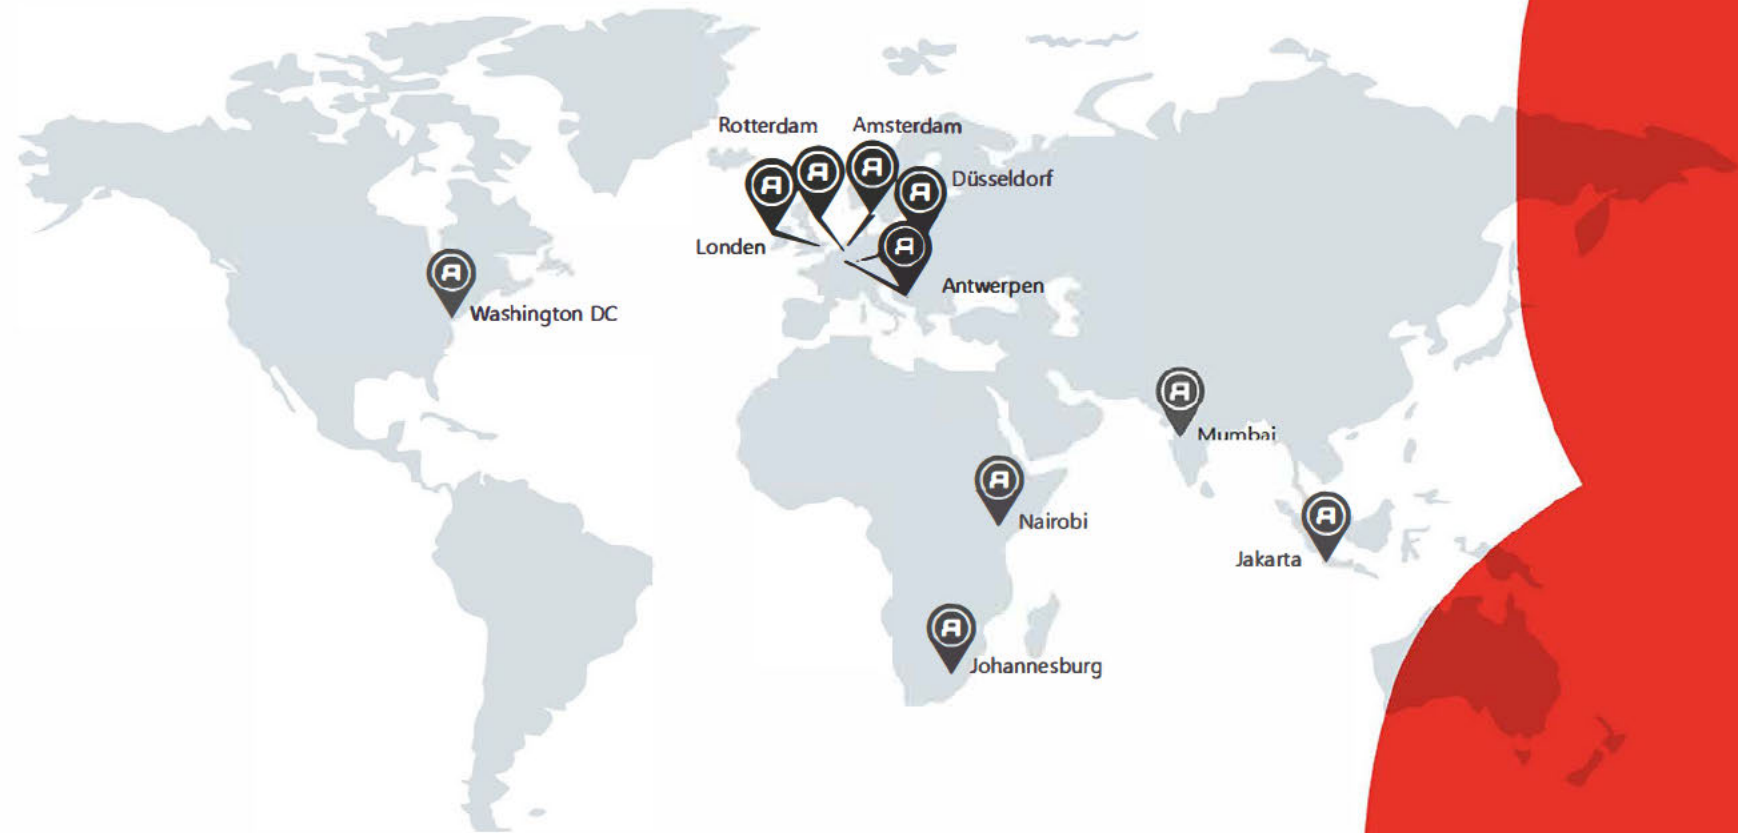 Rotterdam
Amsterdam
Düsseldorf
Londen
Antwerpen
Washington DC
Mumbai
Nairobi
Jakarta
Johannesburg